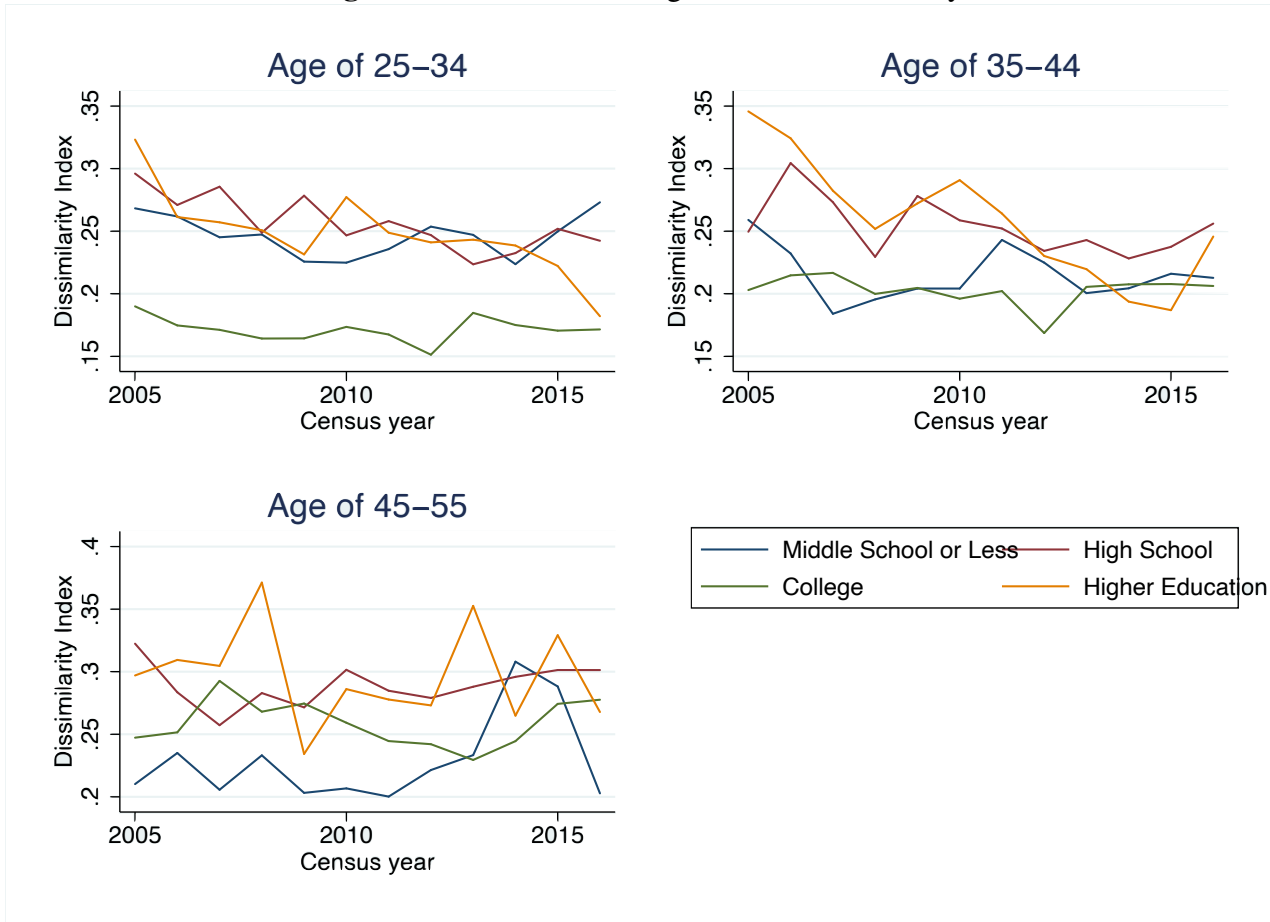 Age of 25–34
Dissimilarity Index
.35
.3
.25
.2
.15
2005 2010 2015
Census year
Age of 35–44
Dissimilarity Index
.35
.3
.25
.2
.15
2005 2010 2015
Census year
Age of 45–55
Dissimilarity Index
.4
.35
.3
.25
.2
2005 2010 2015
Census year
Middle School or Less High School
College Higher Education